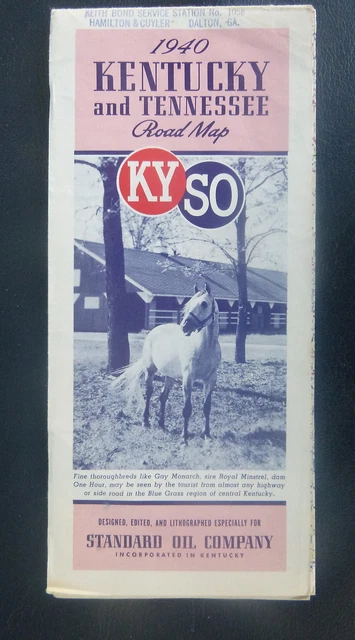 KEITH BOND SERVICE STATION No.
HAMILTON & CUYLER DALTON, GA.
1940
KENTUCKY
and TENNESSEE
Road Map
KYSO
Fine thoroughbreds like Gay Monarch, sire Royal Minstrel, dam
One Hour, may be seen by the tourist from almost any highway
or side road in the Blue Grass region of central Kentucky.
DESIGNED, EDITED, AND LITHOGRAPHED ESPECIALLY FOR
STANDARD OIL COMPANY
INCORPORATED IN KENTUCKY